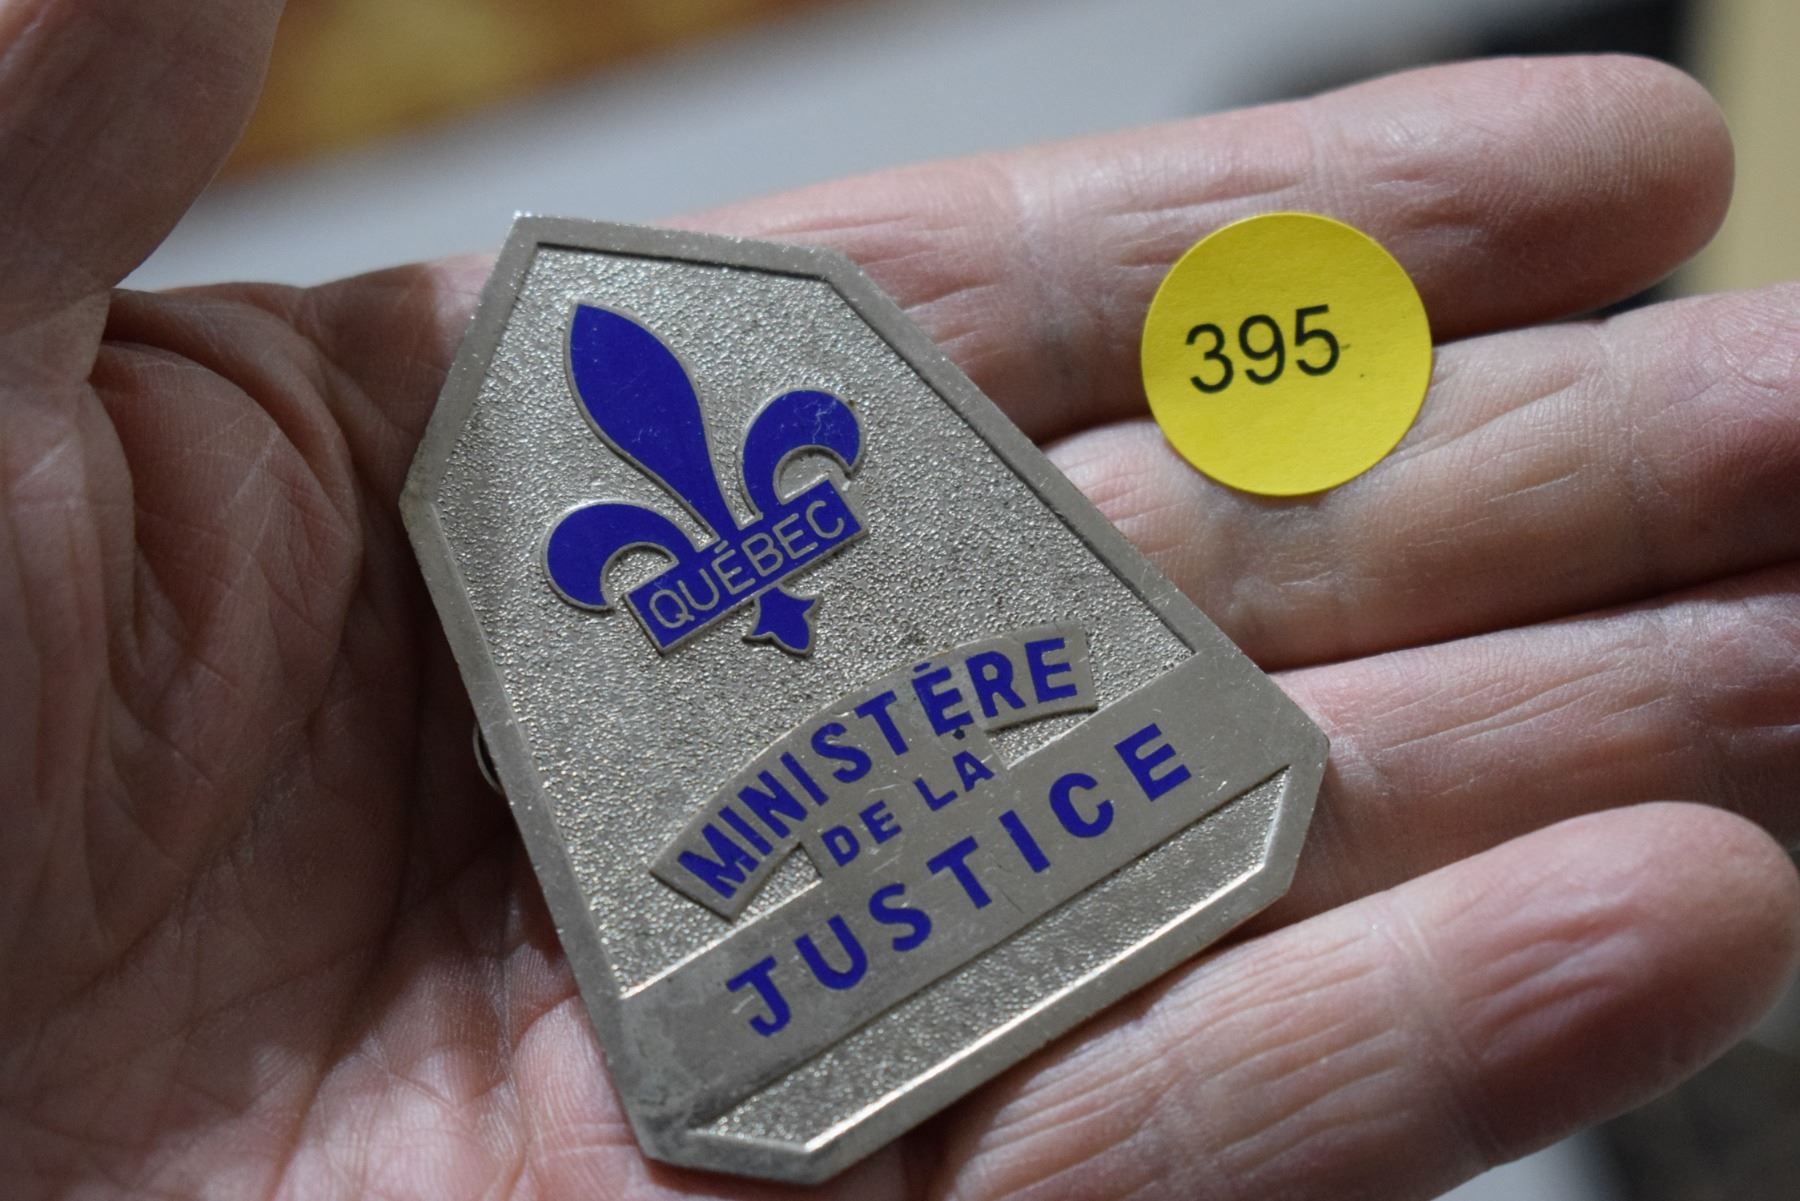 QUÉBEC
MINISTÈRE
DE LA
JUSTICE
395